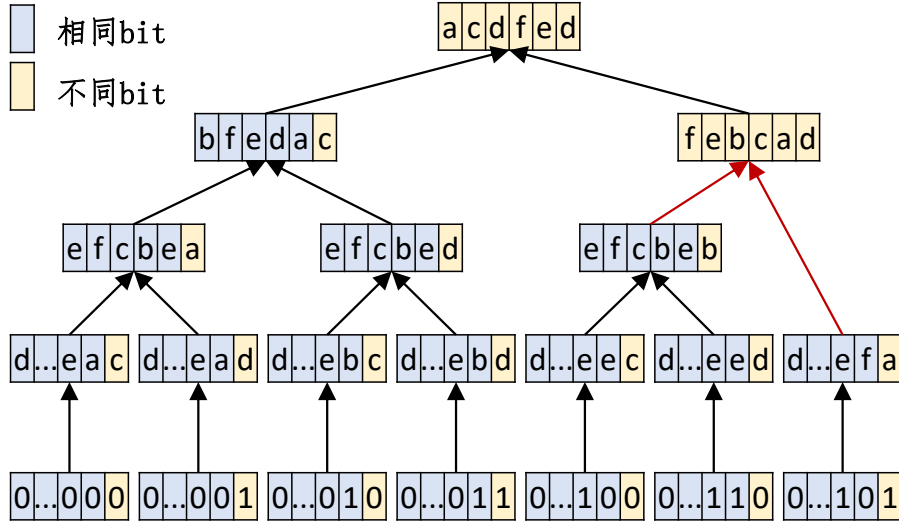 相同bit
不同bit
acdfed
bfedac
febcad
efcbea
efcbed
efcbeb
d...eac
d...ead
d...ebc
d...ebd
d...eec
d...eed
d...efa
0...000
0...001
0...010
0...011
0...100
0...110
0...101